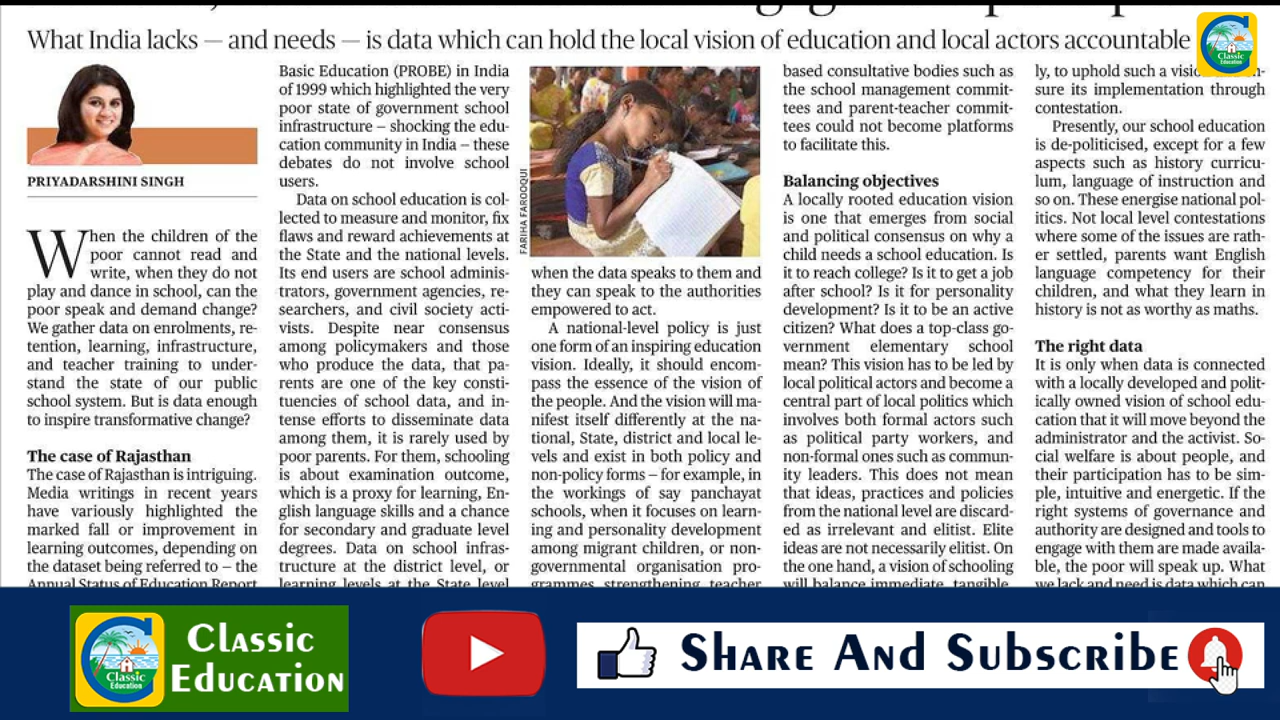 What India lacks — and needs — is data which can hold the local vision of education and local actors accountable
PRIYADARSHINI SINGH
When the children of the
poor cannot read and
write, when they do not
play and dance in school, can the
poor speak and demand change?
We gather data on enrolments, re-
tention, learning, infrastructure,
and teacher training to under-
stand the state of our public
school system. But is data enough
to inspire transformative change?
The case of Rajasthan
The case of Rajasthan is intriguing.
Media writings in recent years
have variously highlighted the
marked fall or improvement in
learning outcomes, depending on
the dataset being referred to – the
Annual Status of Education Report
Basic Education (PROBE) in India
of 1999 which highlighted the very
poor state of government school
infrastructure – shocking the edu-
cation community in India – these
debates do not involve school
users.
Data on school education is col-
lected to measure and monitor, fix
flaws and reward achievements at
the State and the national levels.
Its end users are school adminis-
trators, government agencies, re-
searchers, and civil society acti-
vists. Despite near consensus
among policymakers and those
who produce the data, that pa-
rents are one of the key consti-
tuencies of school data, and in-
tense efforts to disseminate data
among them, it is rarely used by
poor parents. For them, schooling
is about examination outcome,
which is a proxy for learning, En-
glish language skills and a chance
for secondary and graduate level
degrees. Data on school infras-
tructure at the district level, or
learning levels at the State level
FARIHA FAROOQUI
when the data speaks to them and
they can speak to the authorities
empowered to act.
A national-level policy is just
one form of an inspiring education
vision. Ideally, it should encom-
pass the essence of the vision of
the people. And the vision will ma-
nifest itself differently at the na-
tional, State, district and local le-
vels and exist in both policy and
non-policy forms – for example, in
the workings of say panchayat
schools, when it focuses on learn-
ing and personality development
among migrant children, or non-
governmental organisation pro-
grammes strengthening teacher
based consultative bodies such as
the school management commit-
tees and parent-teacher commit-
tees could not become platforms
to facilitate this.
Balancing objectives
A locally rooted education vision
is one that emerges from social
and political consensus on why a
child needs a school education. Is
it to reach college? Is it to get a job
after school? Is it for personality
development? Is it to be an active
citizen? What does a top-class go-
vernment elementary school
mean? This vision has to be led by
local political actors and become a
central part of local politics which
involves both formal actors such
as political party workers, and
non-formal ones such as commun-
ity leaders. This does not mean
that ideas, practices and policies
from the national level are discard-
ed as irrelevant and elitist. Elite
ideas are not necessarily elitist. On
the one hand, a vision of schooling
will balance immediate, tangible,
ly, to uphold such a
sure its implementation through
contestation.
Presently, our school education
is de-politicised, except for a few
aspects such as history curricu-
lum, language of instruction and
so on. These energise national pol-
itics. Not local level contestations
where some of the issues are rath-
er settled, parents want English
language competency for their
children, and what they learn in
history is not as worthy as maths.
The right data
It is only when data is connected
with a locally developed and polit-
ically owned vision of school edu-
cation that it will move beyond the
administrator and the activist. So-
cial welfare is about people, and
their participation has to be sim-
ple, intuitive and energetic. If the
right systems of governance and
authority are designed and tools to
engage with them are made availa-
ble, the poor will speak up. What
we lack and need is data which can
Classic
Education
Classic
Education
Classic
Education
Share And Subscribe